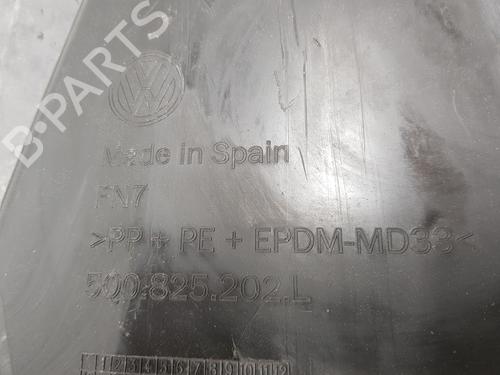 B-PARTS
VW
Made in Spain
FN7
>PP + PE + EPDM-MD33<
5Q0.825.202.L
1 2 3 4 5 6 7 8 9 10 11 12